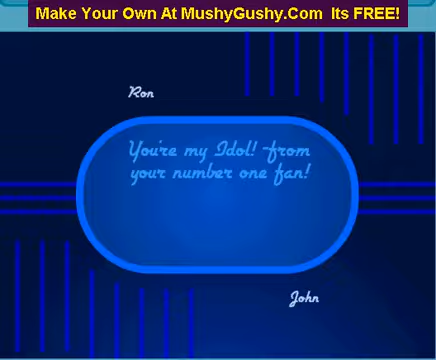 Make Your Own At MushyGushy.Com Its FREE!
Ron
You're my Idol! from
your number one fan!
John